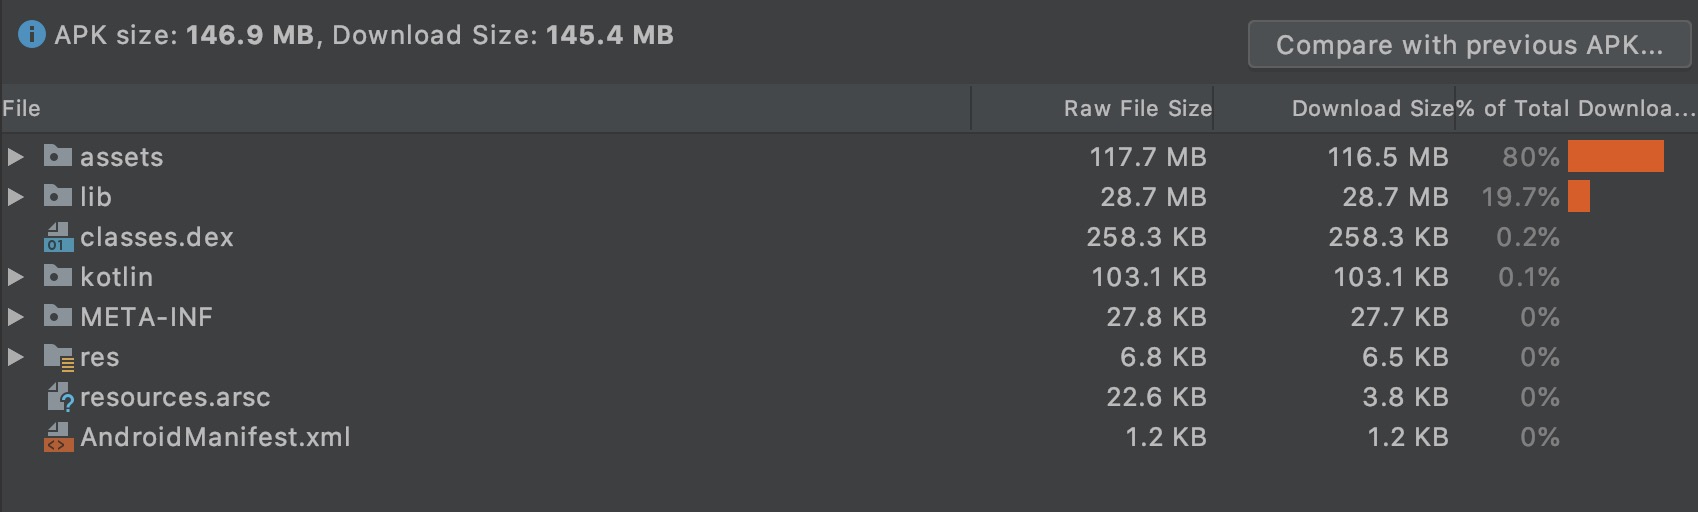 APK size: 146.9 MB, Download Size: 145.4 MB
Compare with previous APK...
File Raw File Size Download Size % of Total Downloa...
assets 117.7 MB 116.5 MB 80%
lib 28.7 MB 28.7 MB 19.7%
classes.dex 258.3 KB 258.3 KB 0.2%
kotlin 103.1 KB 103.1 KB 0.1%
META-INF 27.8 KB 27.7 KB 0%
res 6.8 KB 6.5 KB 0%
resources.arsc 22.6 KB 3.8 KB 0%
AndroidManifest.xml 1.2 KB 1.2 KB 0%